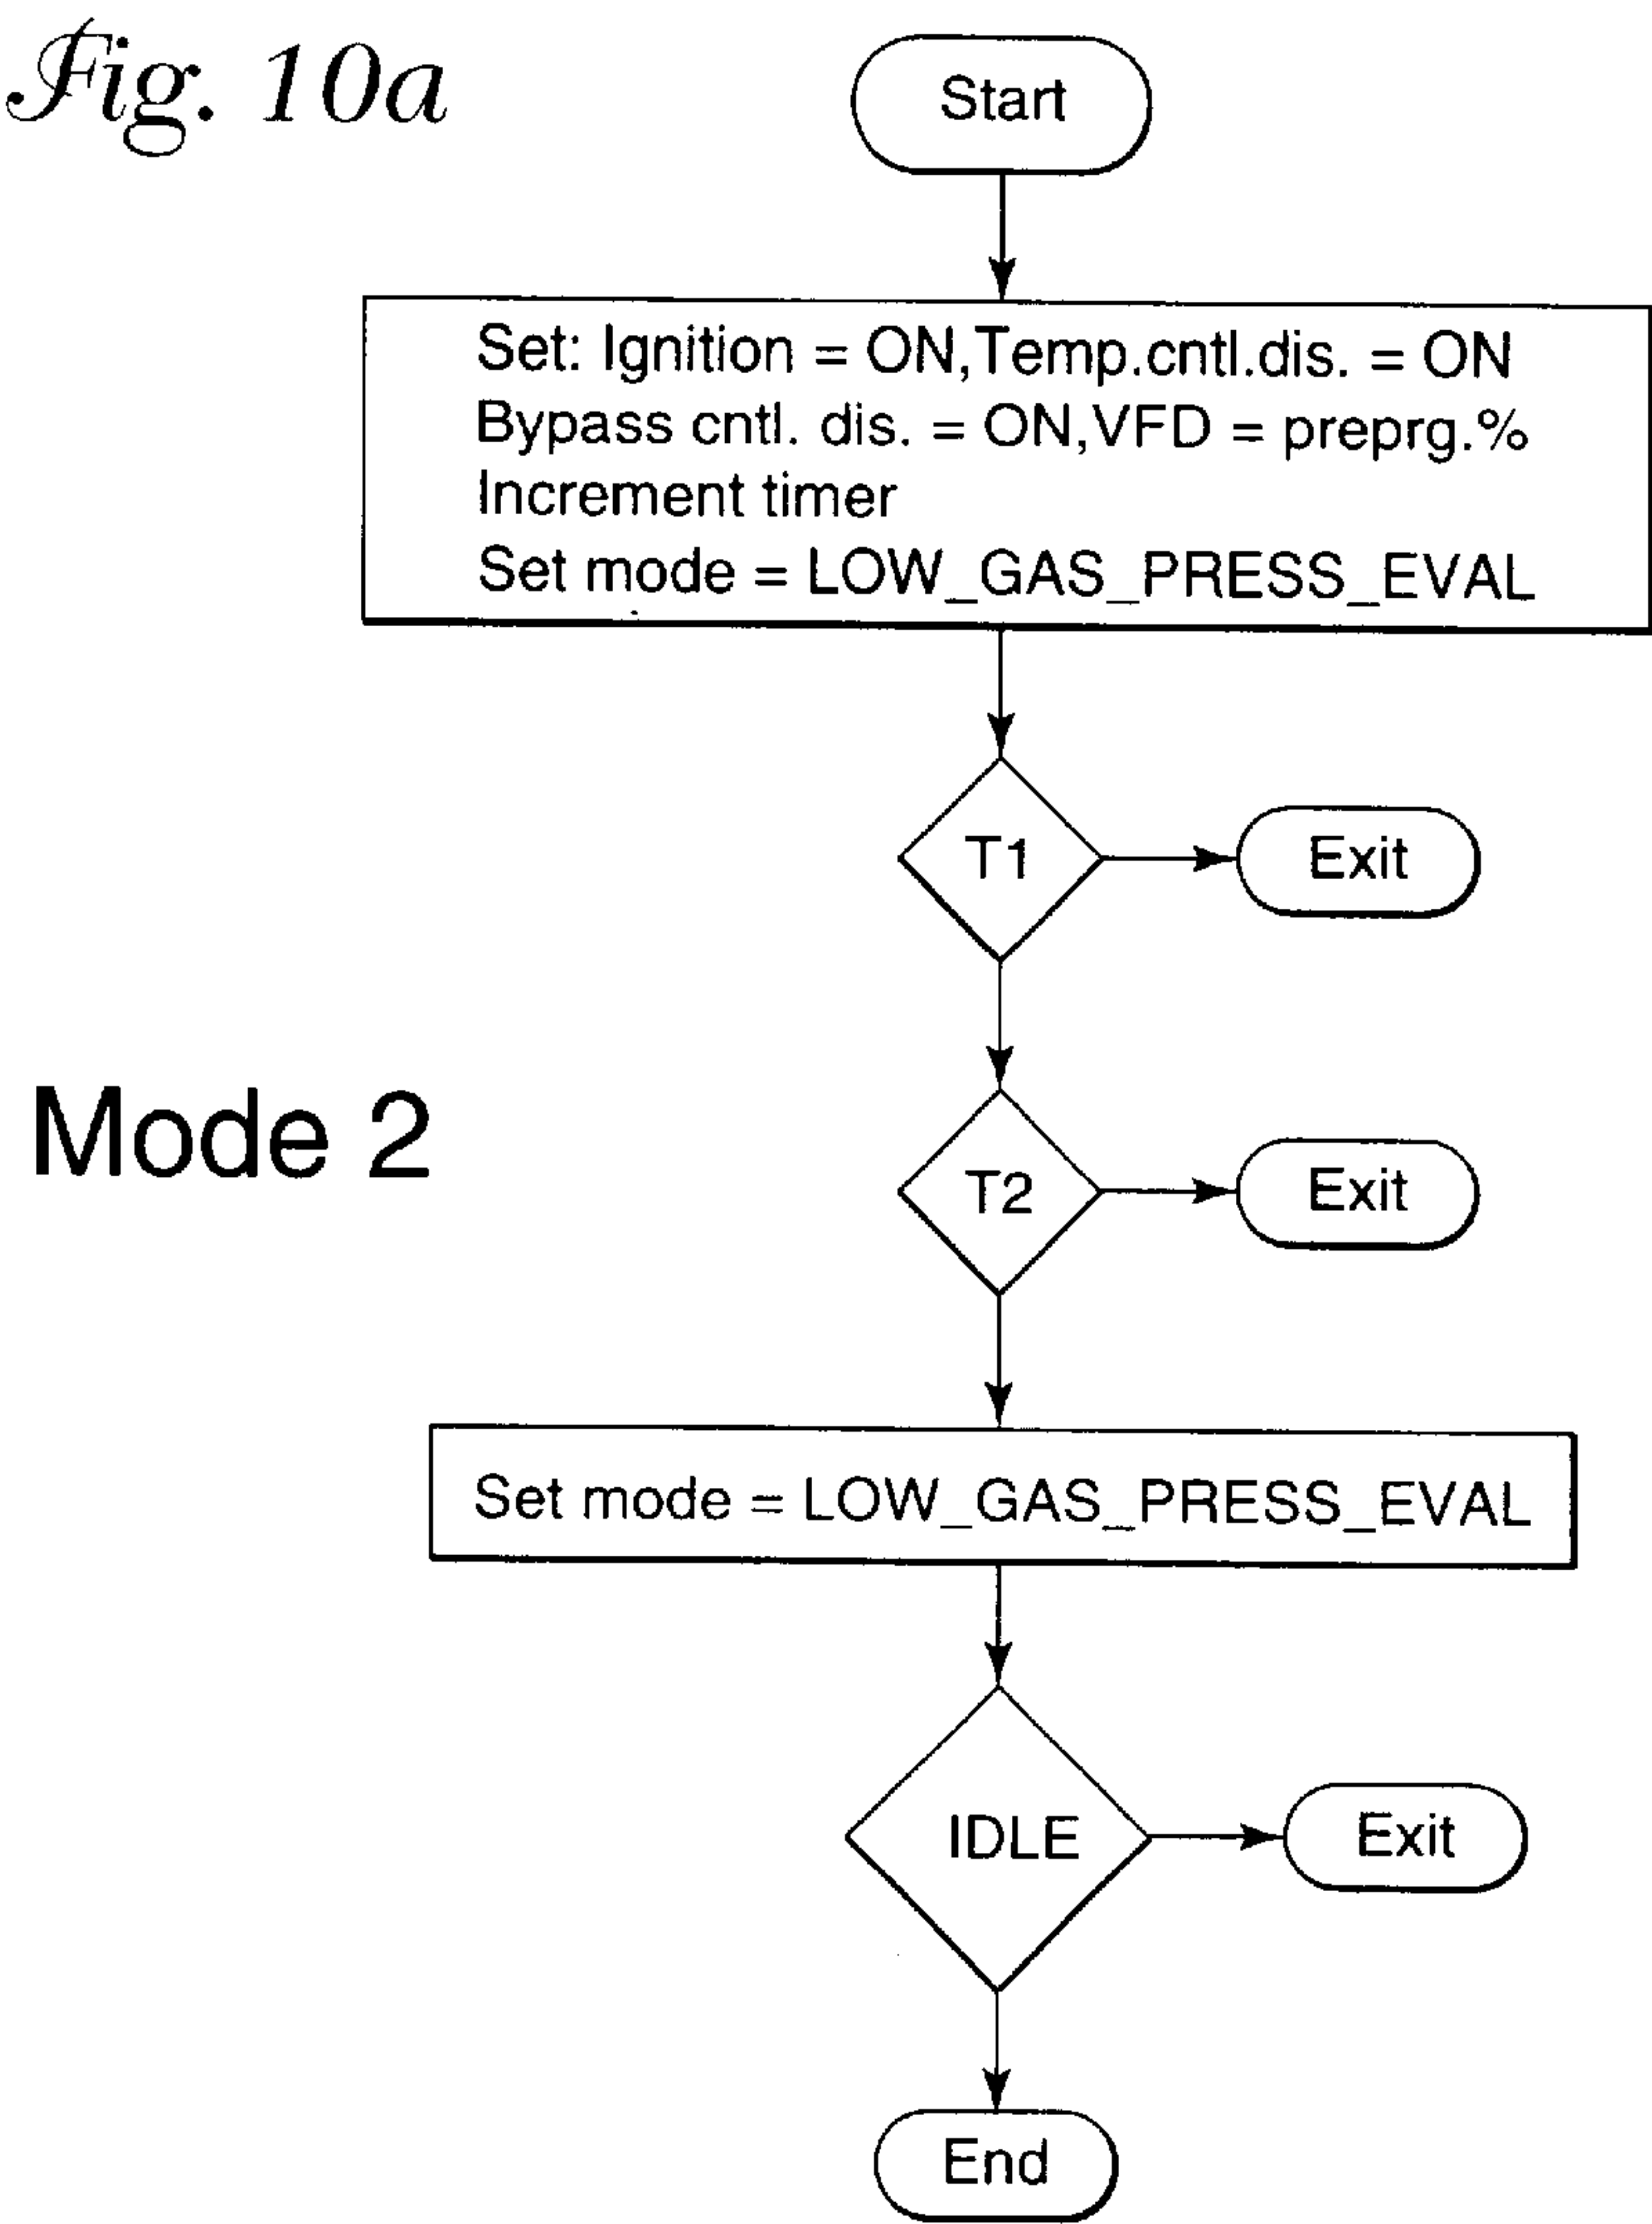 Fig. 10a
Start
Set: Ignition = ON,Temp.cntl.dis. = ON
Bypass cntl. dis. = ON,VFD = preprg.%
Increment timer
Set mode = LOW_GAS_PRESS_EVAL
T1
Exit
Mode 2
T2
Exit
Set mode = LOW_GAS_PRESS_EVAL
IDLE
Exit
End